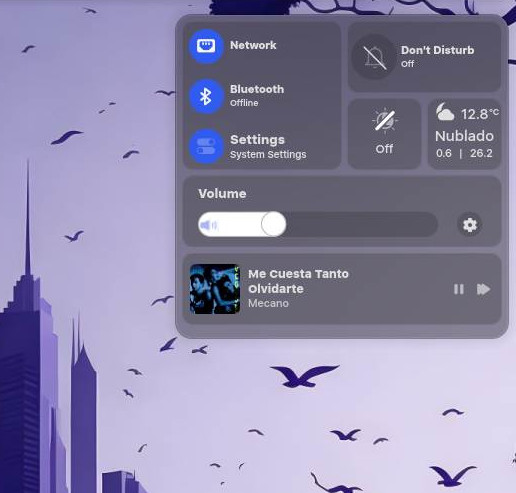 Network
Bluetooth
Offline
Settings
System Settings
Don't Disturb
Off
Off
12.8°C
Nublado
0.6 | 26.2
Volume
Me Cuesta Tanto
Olvidarte
Mecano